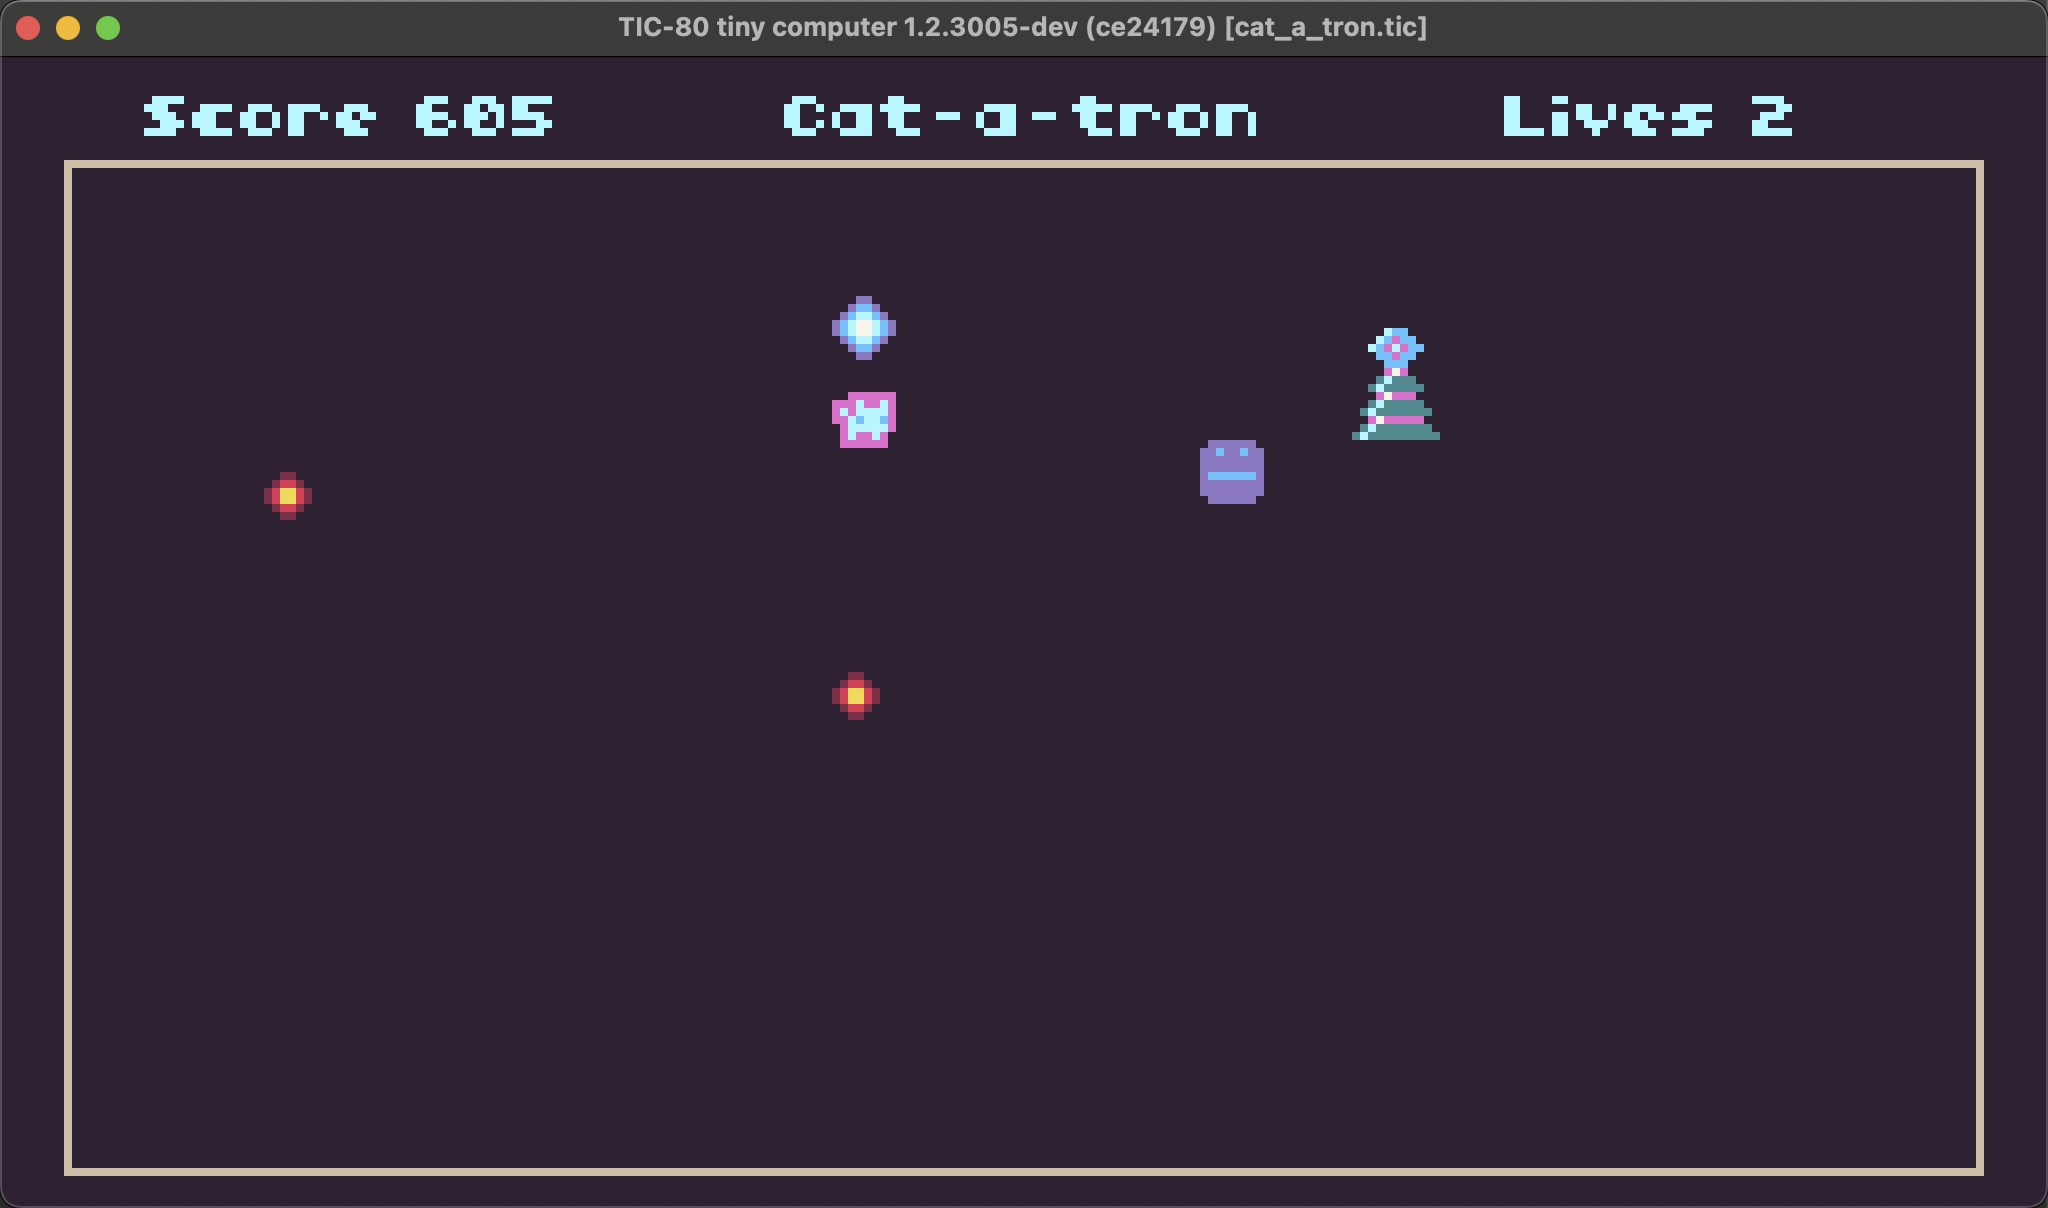 TIC-80 tiny computer 1.2.3005-dev (ce24179) [cat_a_tron.tic]
Score 605 Cat-a-tron Lives 2